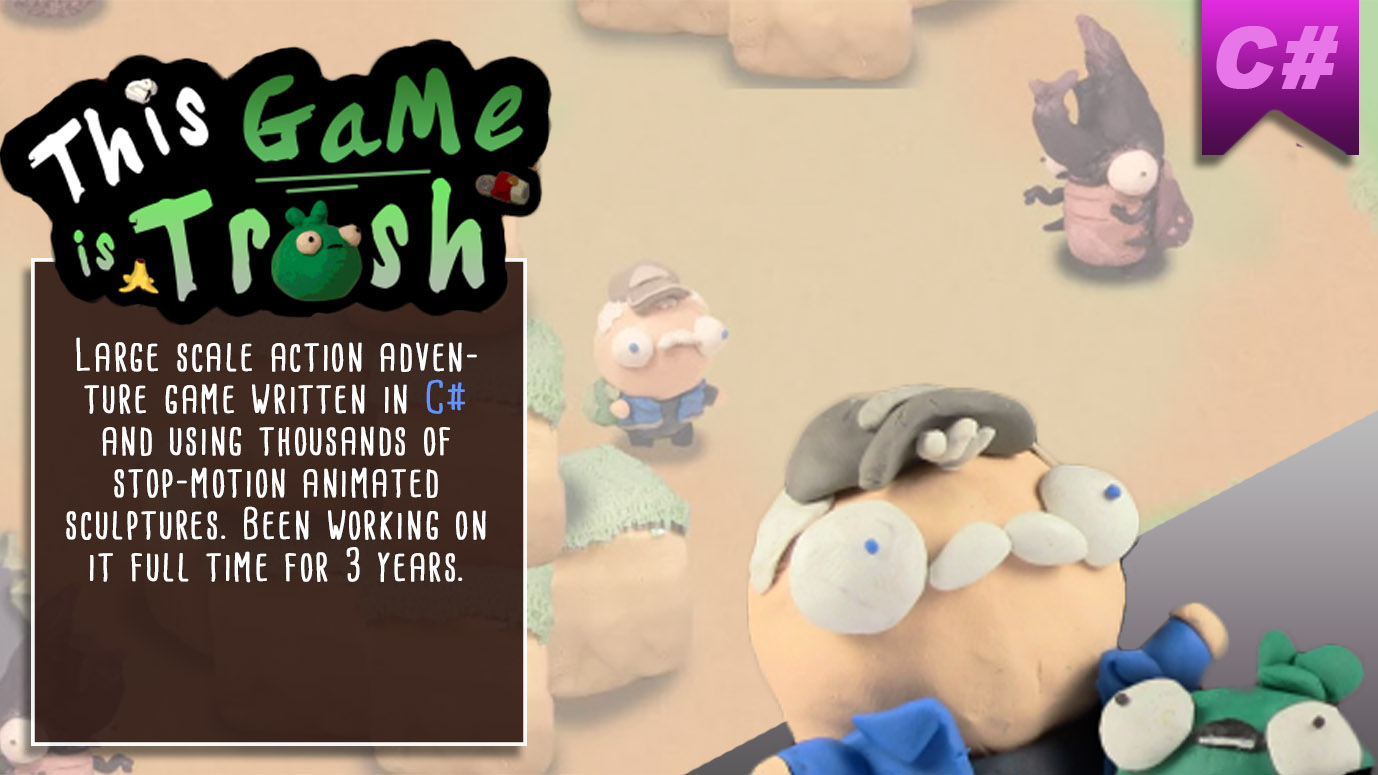 This Game
is Trash
C#
Large scale action adven-
ture game written in C#
and using thousands of
stop-motion animated
sculptures. Been working on
it full time for 3 years.